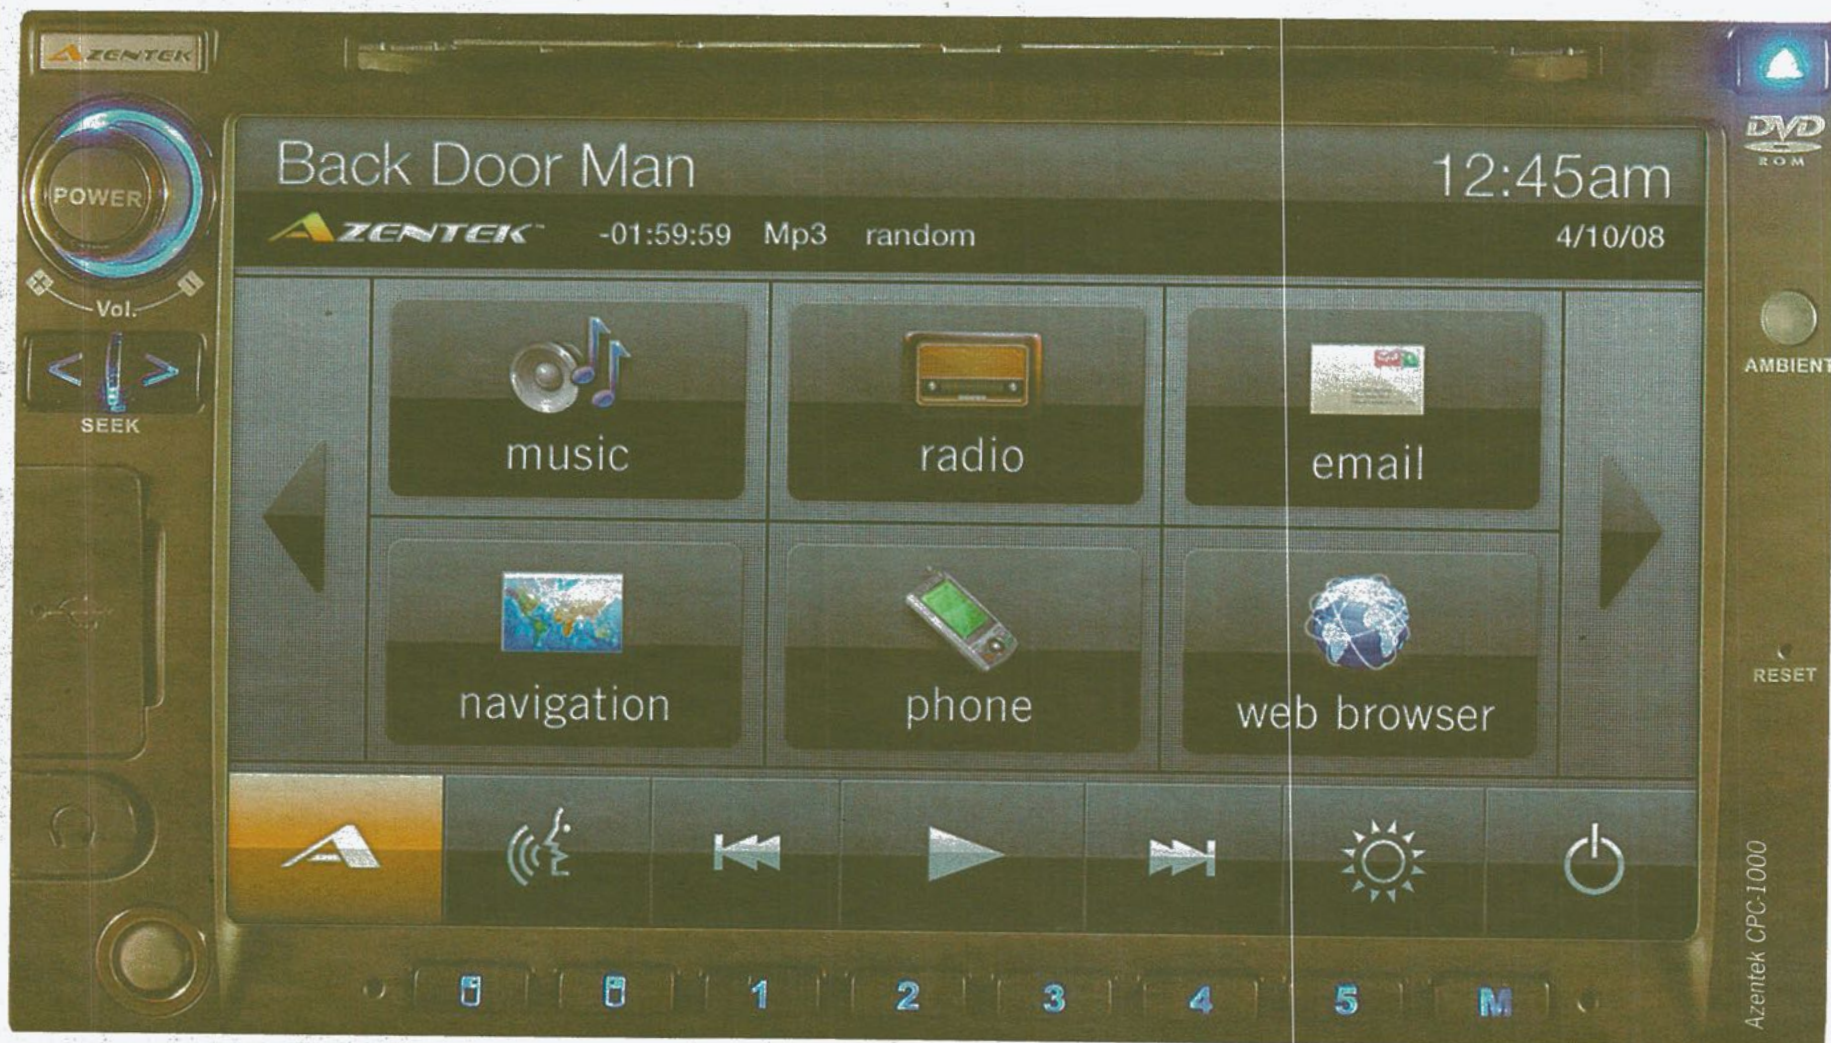 AZENTEK
POWER
Vol.
SEEK
Back Door Man
12:45am
AZENTEK™ -01:59:59 Mp3 random
4/10/08
music
radio
email
navigation
phone
web browser
DVD
ROM
AMBIENT
RESET
1 2 3 4 5 M
Azentek CPC-1000